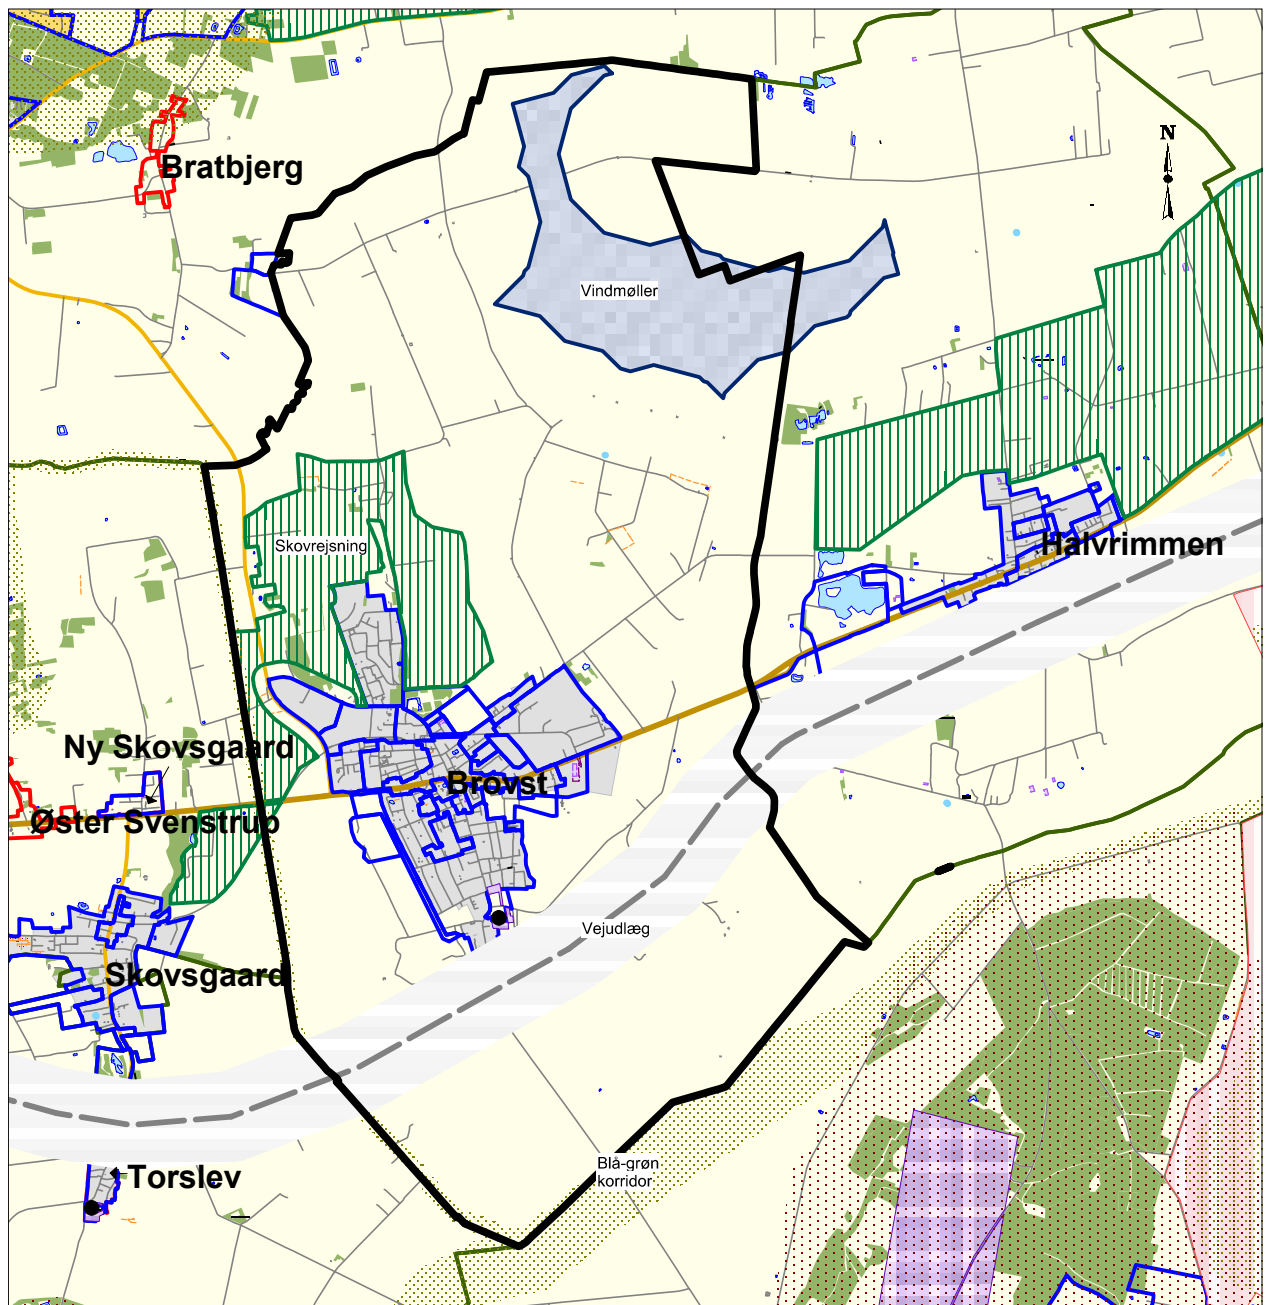 N
Bratbjerg
Vindmøller
Skovrejsning
Halvrimmen
Ny Skovsgaard
Brovst
Øster Svenstrup
Vejudlæg
Skovsgaard
Blå-grøn
korridor
Torslev